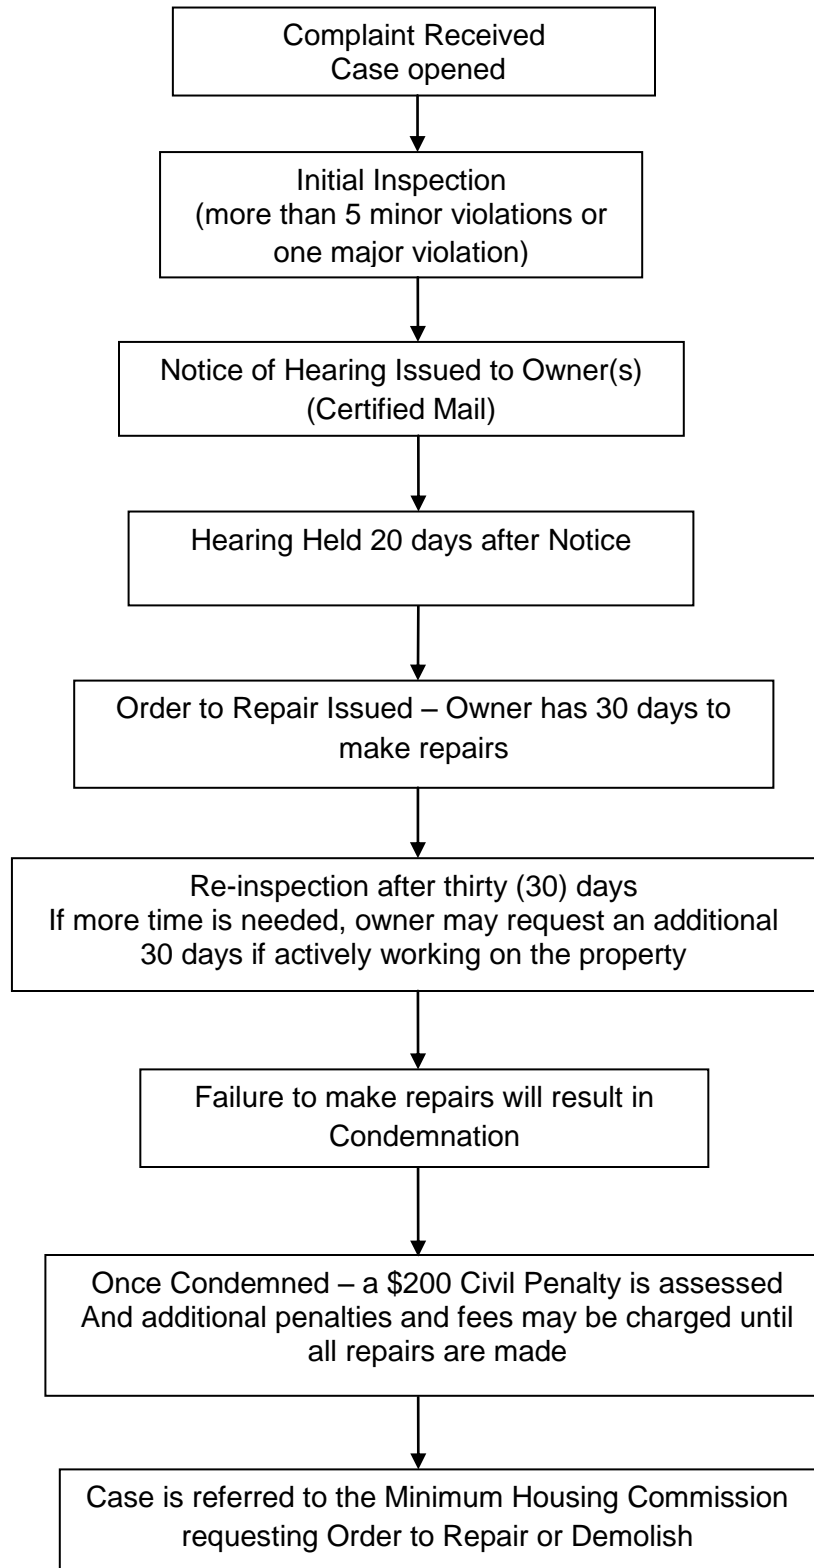 Complaint Received
Case opened
Initial Inspection
(more than 5 minor violations or
one major violation)
Notice of Hearing Issued to Owner(s)
(Certified Mail)
Hearing Held 20 days after Notice
Order to Repair Issued – Owner has 30 days to
make repairs
Re-inspection after thirty (30) days
If more time is needed, owner may request an additional
30 days if actively working on the property
Failure to make repairs will result in
Condemnation
Once Condemned – a $200 Civil Penalty is assessed
And additional penalties and fees may be charged until
all repairs are made
Case is referred to the Minimum Housing Commission
requesting Order to Repair or Demolish